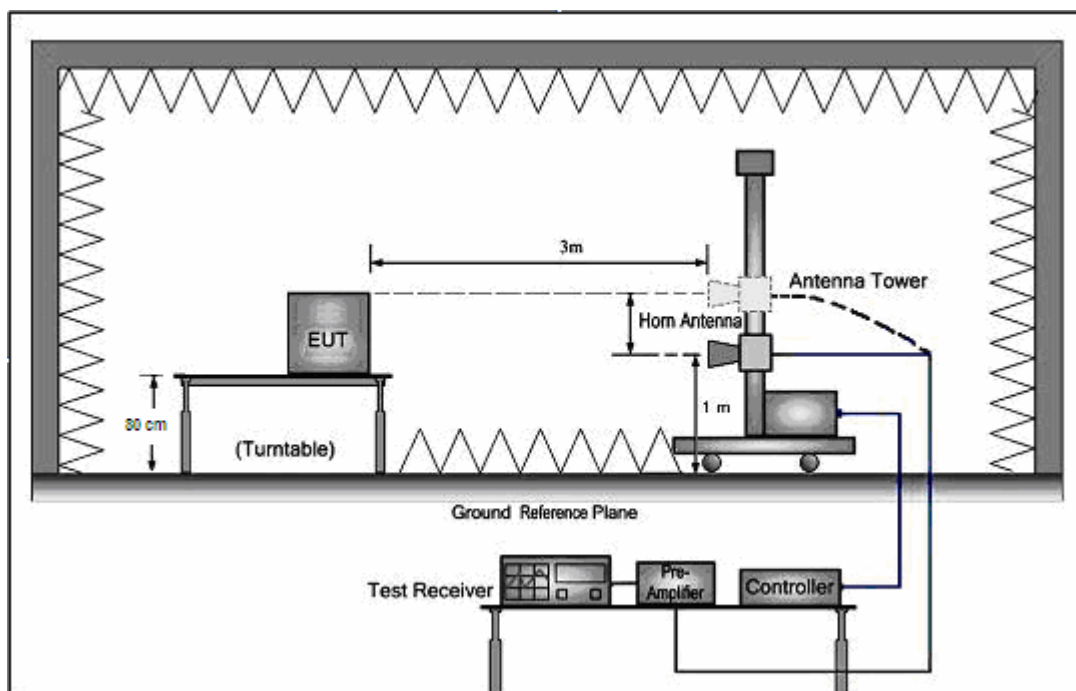 3m
Antenna Tower
Horn Antenna
EUT
80 cm
1 m
(Turntable)
Ground Reference Plane
Test Receiver
Pre-
Amplifier
Controller